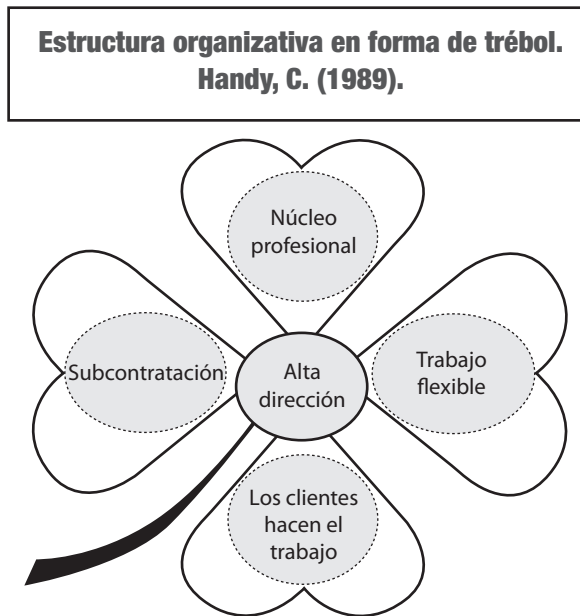 Estructura organizativa en forma de trébol.
Handy, C. (1989).
Núcleo
profesional
Subcontratación
Alta
dirección
Trabajo
flexible
Los clientes
hacen el
trabajo